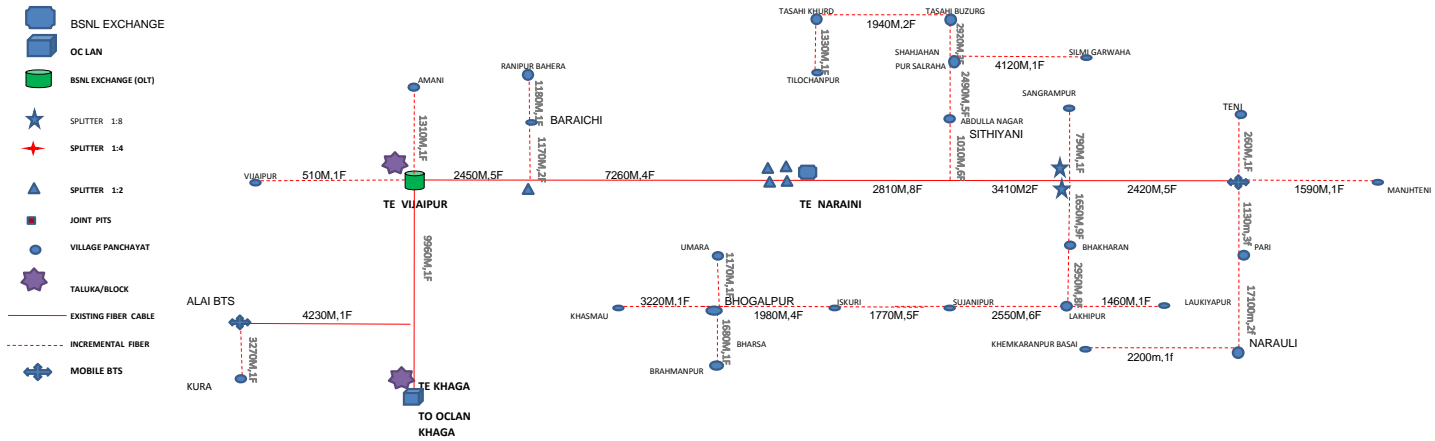 BSNL EXCHANGE
OC LAN
BSNL EXCHANGE (OLT)
SPLITTER 1:8
SPLITTER 1:4
SPLITTER 1:2
JOINT PITS
VILLAGE PANCHAYAT
TALUKA/BLOCK
EXISTING FIBER CABLE
INCREMENTAL FIBER
MOBILE BTS
TASAHI KHURD
TASAHI BUZURG
1940M,2F
1330M,1F
TILOCHANPUR
SHAHJAHAN
PUR SALRAHA
SILMI GARWAHA
4120M,1F
2490M,5F
ABDULLA NAGAR
SITHIYANI
1010M,6F
SANGRAMPUR
790M,1F
TENI
260M,1F
RANIPUR BAHERA
1180M,1F
BARAICHI
1170M,2F
AMANI
1310M,1F
VIJAIPUR
510M,1F
2450M,5F
7260M,4F
2810M,8F
3410M2F
2420M,5F
1590M,1F
MANJHTENI
TE VIJAIPUR
TE NARAINI
1650M,9F
BHAKHARAN
1130m,3f
PARI
9960M,1F
UMARA
1170M,1F
BHOGALPUR
2950M,8F
ALAI BTS
4230M,1F
3220M,1F
KHASMAU
1980M,4F
ISKURI
1770M,5F
SUJANIPUR
2550M,6F
LAKHIPUR
1460M,1F
LAUKIYAPUR
17100m,2f
1680M,1F
BHARSA
BRAHMANPUR
KHEMKARANPUR BASAI
2200m,1f
NARAULI
3270M,1F
KURA
TE KHAGA
TO OCLAN
KHAGA